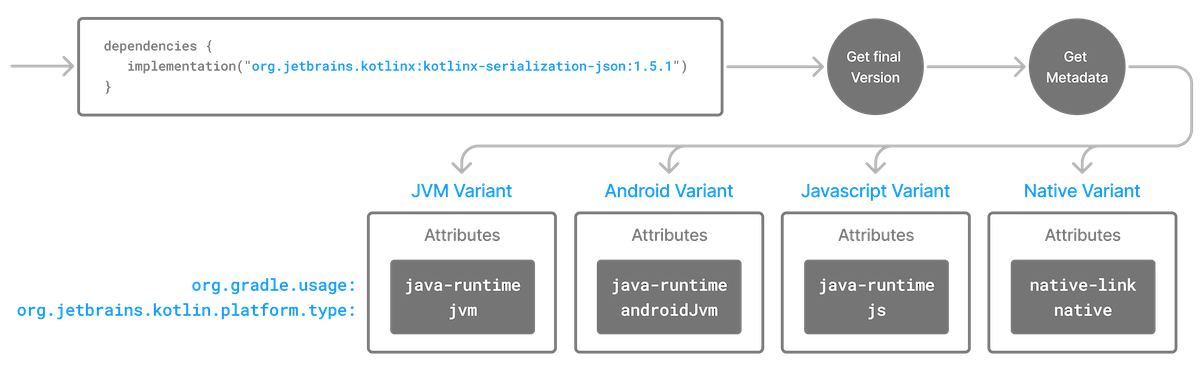 dependencies {
implementation("org.jetbrains.kotlinx:kotlinx-serialization-json:1.5.1")
}
Get final
Version
Get
Metadata
JVM Variant
Android Variant
Javascript Variant
Native Variant
Attributes
Attributes
Attributes
Attributes
org.gradle.usage:
java-runtime
java-runtime
java-runtime
native-link
org.jetbrains.kotlin.platform.type:
jvm
androidJvm
js
native